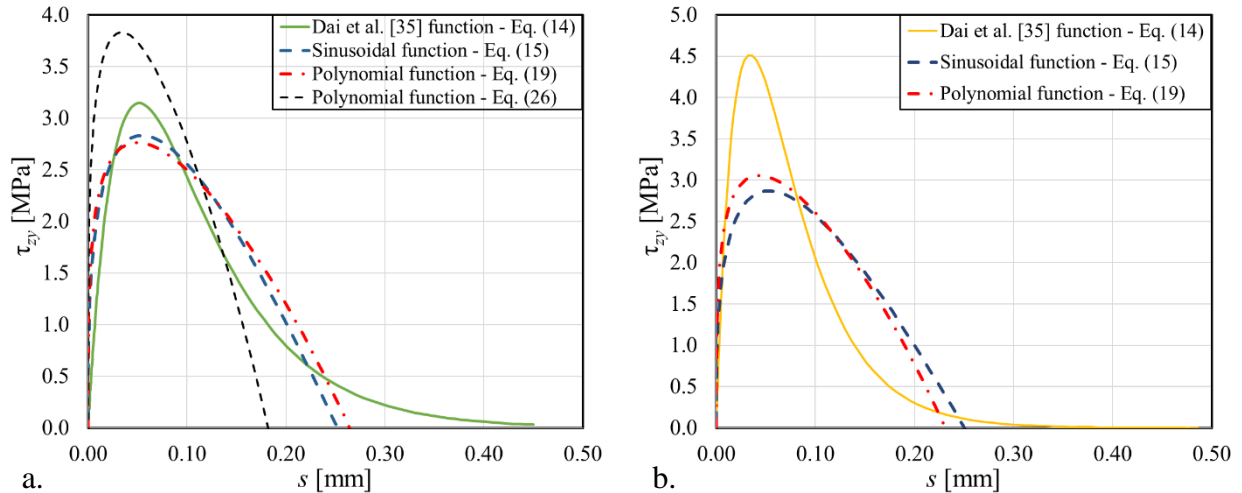 4.0
3.5
3.0
2.5
2.0
1.5
1.0
0.5
0.0
τzy [MPa]
Dai et al. [35] function - Eq. (14)
Sinusoidal function - Eq. (15)
Polynomial function - Eq. (19)
Polynomial function - Eq. (26)
0.00 0.10 0.20 0.30 0.40 0.50
s [mm]
a.
5.0
4.5
4.0
3.5
3.0
2.5
2.0
1.5
1.0
0.5
0.0
τzy [MPa]
Dai et al. [35] function - Eq. (14)
Sinusoidal function - Eq. (15)
Polynomial function - Eq. (19)
0.00 0.10 0.20 0.30 0.40 0.50
s [mm]
b.